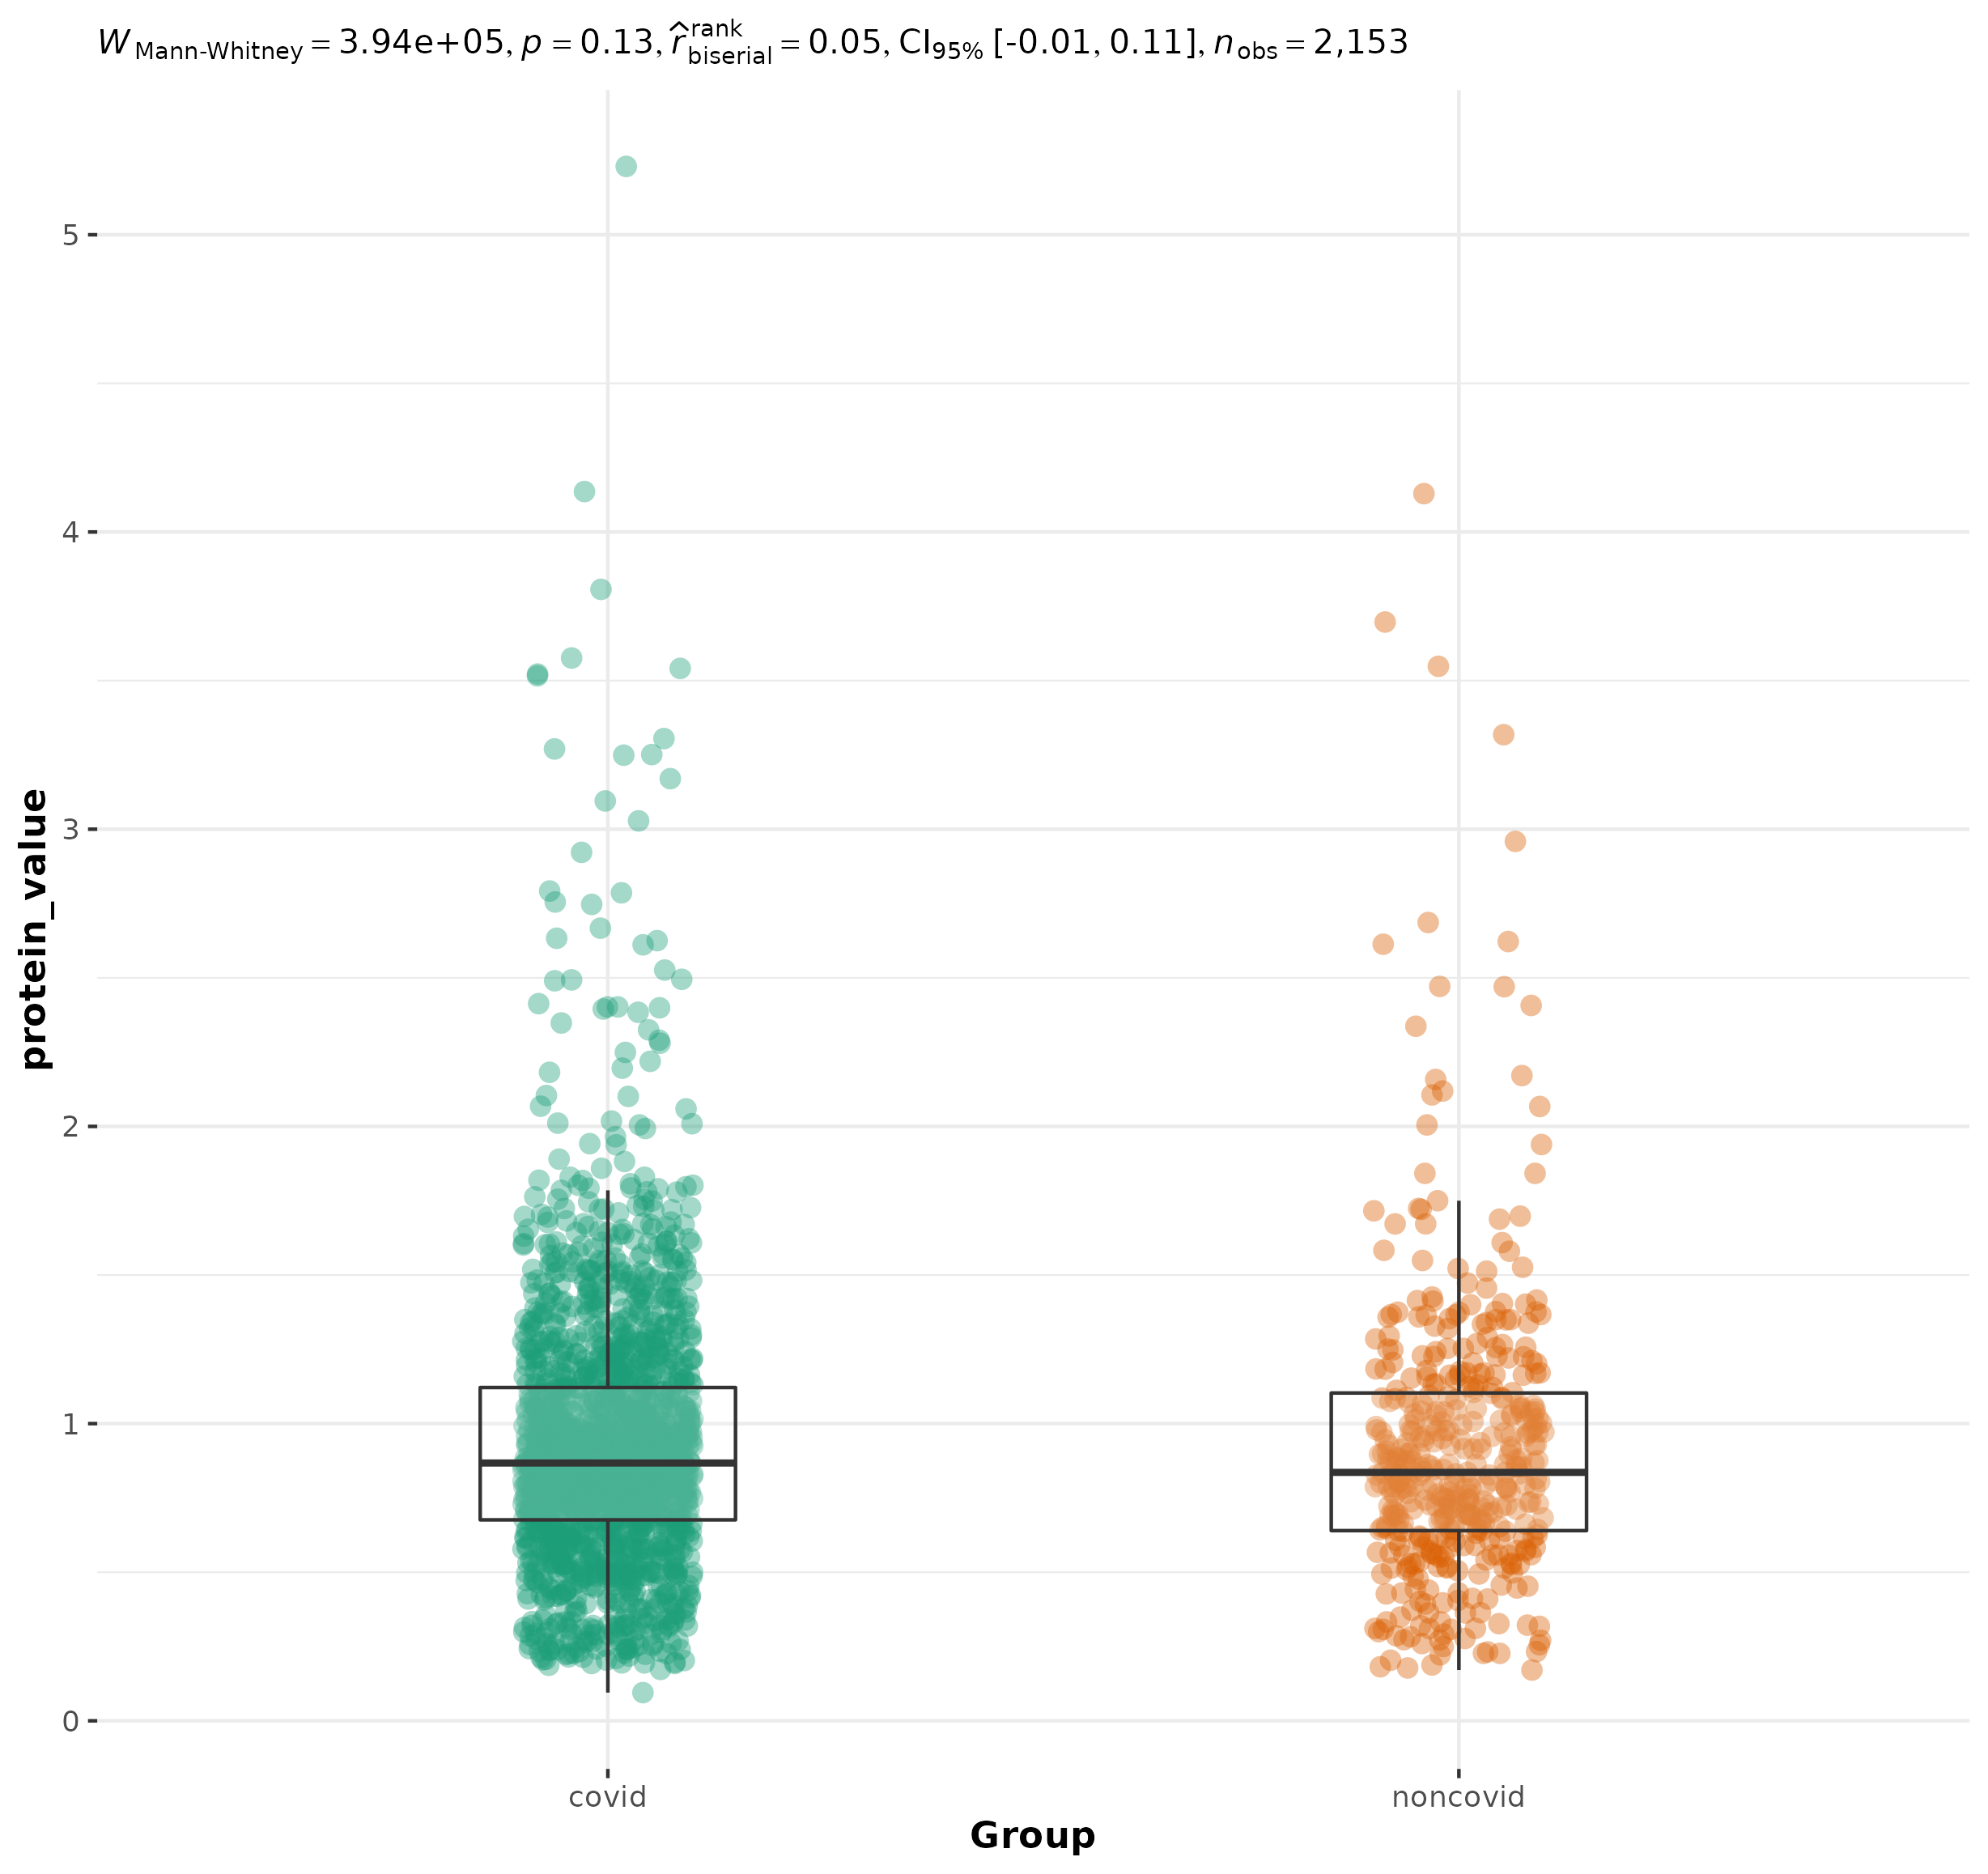 W Mann-Whitney = 3.94e+05, p = 0.13, r̂ rank biserial = 0.05, CI95% [-0.01, 0.11], n obs = 2,153
5
4
3
2
1
0
protein_value
covid noncovid
Group